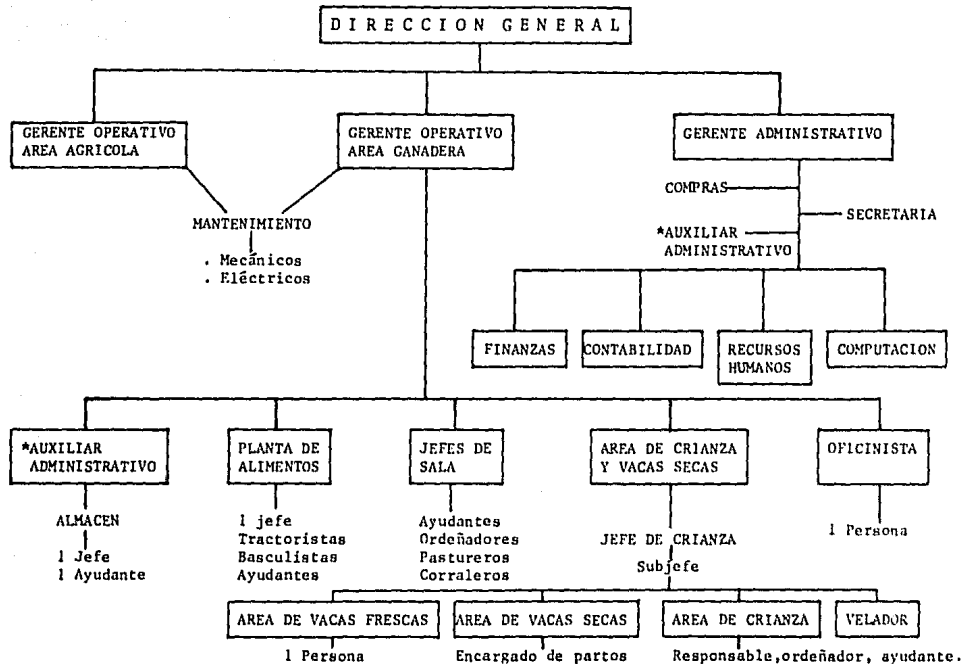 DIRECCION GENERAL
GERENTE OPERATIVO
AREA AGRICOLA
GERENTE OPERATIVO
AREA GANADERA
GERENTE ADMINISTRATIVO
COMPRAS
SECRETARIA
*AUXILIAR
ADMINISTRATIVO
MANTENIMIENTO
. Mecánicos
. Eléctricos
FINANZAS
CONTABILIDAD
RECURSOS
HUMANOS
COMPUTACION
*AUXILIAR
ADMINISTRATIVO
PLANTA DE
ALIMENTOS
JEFES DE
SALA
AREA DE CRIANZA
Y VACAS SECAS
OFICINISTA
ALMACEN
1 Jefe
1 Ayudante
1 jefe
Tractoristas
Basculistas
Ayudantes
Ayudantes
Ordeñadores
Pastureros
Corraleros
JEFE DE CRIANZA
Subjefe
1 Persona
AREA DE VACAS FRESCAS
AREA DE VACAS SECAS
AREA DE CRIANZA
VELADOR
1 Persona
Encargado de partos
Responsable,ordeñador, ayudante.